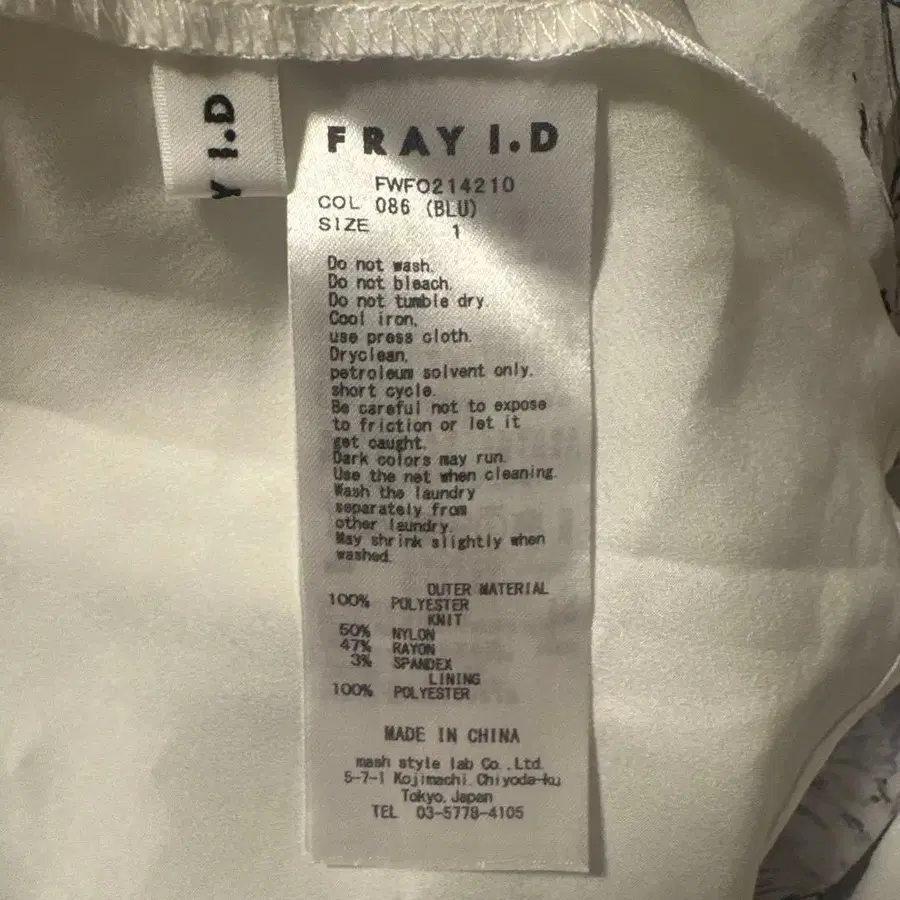 Y I.D
FRAY I.D
FWFO214210
COL 086 (BLU)
SIZE 1
Do not wash.
Do not bleach.
Do not tumble dry.
Cool iron,
use press cloth.
Dryclean,
petroleum solvent only.
short cycle.
Be careful not to expose
to friction or let it
get caught.
Dark colors may run.
Use the net when cleaning.
Wash the laundry
separately from
other laundry.
May shrink slightly when
washed.
OUTER MATERIAL
100% POLYESTER
KNIT
50% NYLON
47% RAYON
3% SPANDEX
LINING
100% POLYESTER
MADE IN CHINA
mash style lab Co.,Ltd.
5-7-1 Kojimachi.Chiyoda-ku
Tokyo,Japan
TEL 03-5778-4105